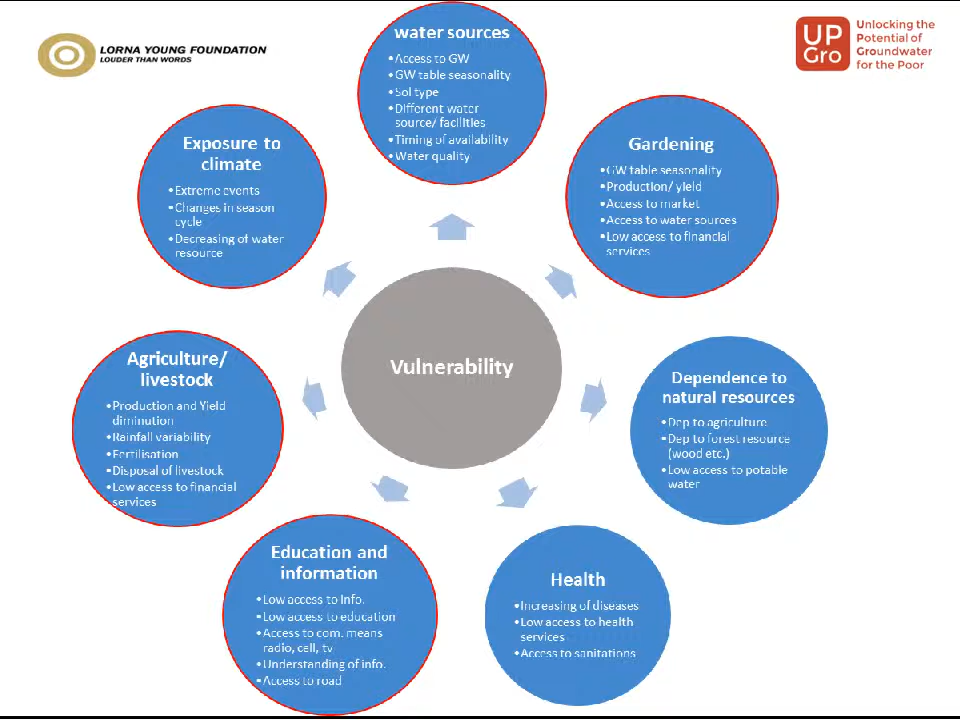 LORNA YOUNG FOUNDATION
LOUDER THAN WORDS
UP
Gro
Unlocking the
Potential of
Groundwater
for the Poor
water sources
•Access to GW
•GW table seasonality
•Sol type
•Different water
source/ facilities
•Timing of availability
•Water quality
Gardening
•GW table seasonality
•Production/ yield
•Access to market
•Access to water sources
•Low access to financial
services
Exposure to
climate
•Extreme events
•Changes in season
cycle
•Decreasing of water
resource
Vulnerability
Dependence to
natural resources
•Dep to agriculture
•Dep to forest resource
(wood etc.)
•Low access to potable
water
Agriculture/
livestock
•Production and Yield
diminution
•Rainfall variability
•Fertilisation
•Disposal of livestock
•Low access to financial
services
Education and
information
•Low access to info.
•Low access to education
•Access to com. means
radio, cell, tv
•Understanding of info.
•Access to road
Health
•Increasing of diseases
•Low access to health
services
•Access to sanitations